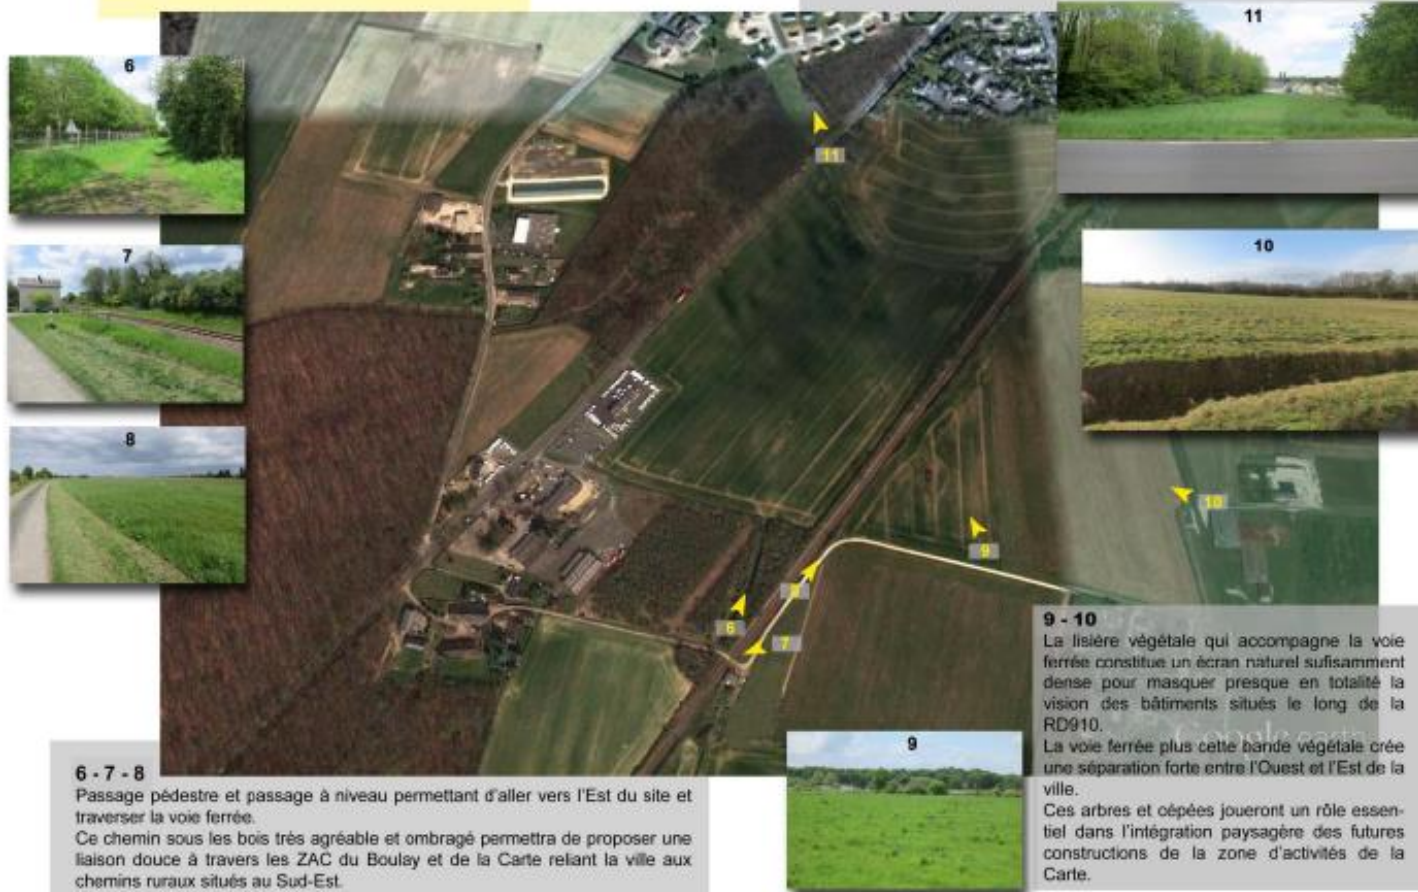 11
6
10
7
8
11
10
9
8
6
7
9 - 10
La lisière végétale qui accompagne la voie
ferrée constitue un écran naturel sufisamment
dense pour masquer presque en totalité la
vision des bâtiments situés le long de la
RD910.
La voie ferrée plus cette bande végétale crée
une séparation forte entre l'Ouest et l'Est de la
ville.
Ces arbres et cépées joueront un rôle essen-
tiel dans l'intégration paysagère des futures
constructions de la zone d'activités de la
Carte.
Google earth
9
6 - 7 - 8
Passage pédestre et passage à niveau permettant d'aller vers l'Est du site et
traverser la voie ferrée.
Ce chemin sous les bois très agréable et ombragé permettra de proposer une
liaison douce à travers les ZAC du Boulay et de la Carte reliant la ville aux
chemins ruraux situés au Sud-Est.